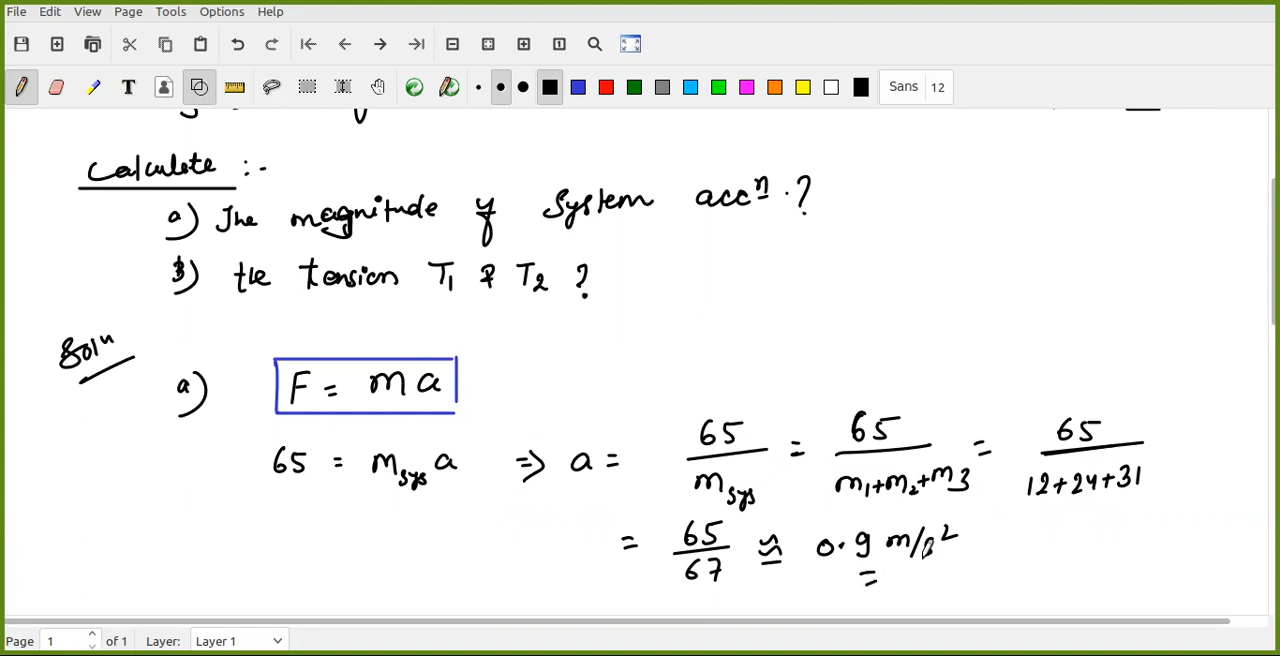 File Edit View Page Tools Options Help
Sans 12
Calculate :-
a) The magnitude of System accⁿ.?
b) the tension T₁ & T₂ ?
Solⁿ
a) F = ma
65 = m_sys a ⇒ a = 65/m_sys = 65/(m₁+m₂+m₃) = 65/(12+24+31)
= 65/67 ≈ 0.9 m/s²
Page 1 of 1 Layer: Layer 1